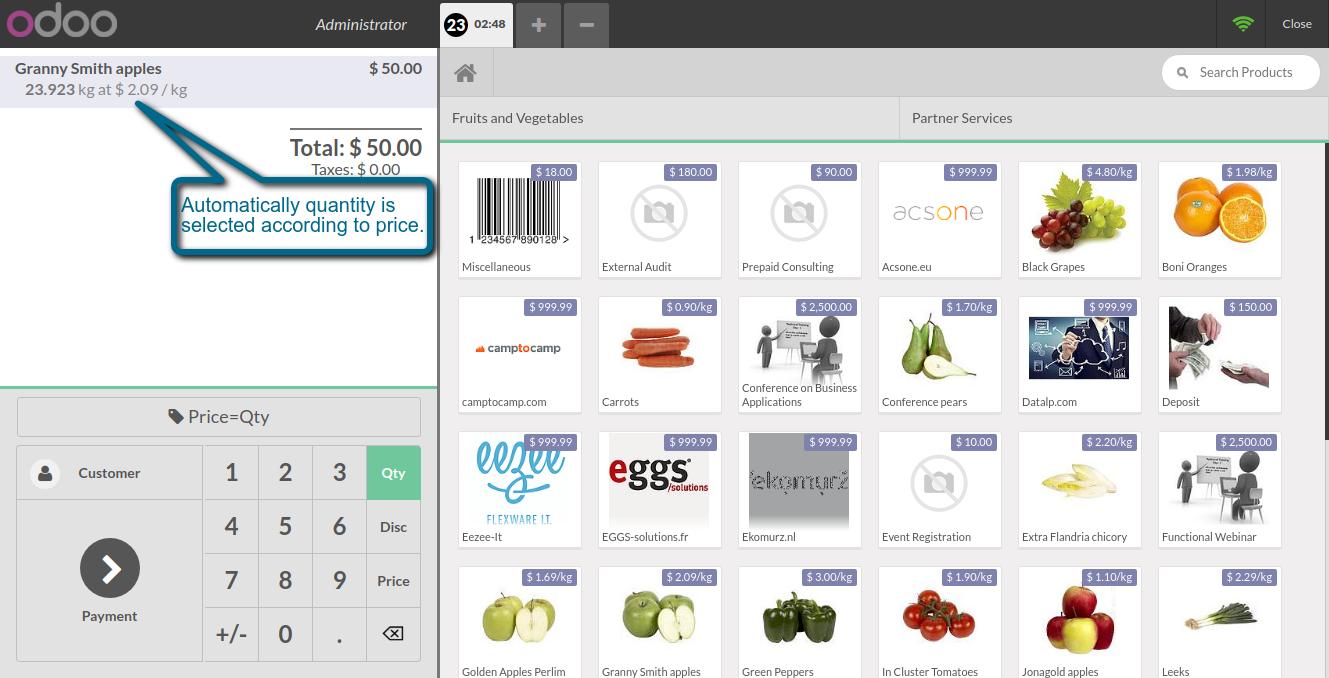 odoo
Administrator
23 02:48 + −
Close
Granny Smith apples $ 50.00
23.923 kg at $ 2.09 / kg
Total: $ 50.00
Taxes: $ 0.00
Automatically quantity is
selected according to price.
Price=Qty
Customer
1 2 3 Qty
4 5 6 Disc
7 8 9 Price
+/- 0 .
Payment
Search Products
Fruits and Vegetables
Partner Services
$ 18.00
1 234567 890128 >
Miscellaneous
$ 180.00
External Audit
$ 90.00
Prepaid Consulting
$ 999.99
acsone
Acsone.eu
$ 4.80/kg
Black Grapes
$ 1.98/kg
Boni Oranges
$ 999.99
camptocamp
camptocamp.com
$ 0.90/kg
Carrots
$ 2,500.00
Conference on Business
Applications
$ 1.70/kg
Conference pears
$ 999.99
Datalp.com
$ 150.00
Deposit
$ 999.99
eezee
FLEXWARE I.T.
Eezee-It
$ 999.99
eggs
/solutions
EGGS-solutions.fr
$ 999.99
ekomurz
Ekomurz.nl
$ 10.00
Event Registration
$ 2.20/kg
Extra Flandria chicory
$ 2,500.00
Functional Webinar
$ 1.69/kg
Golden Apples Perlim
$ 2.09/kg
Granny Smith apples
$ 3.00/kg
Green Peppers
$ 1.90/kg
In Cluster Tomatoes
$ 1.10/kg
Jonagold apples
$ 2.29/kg
Leeks